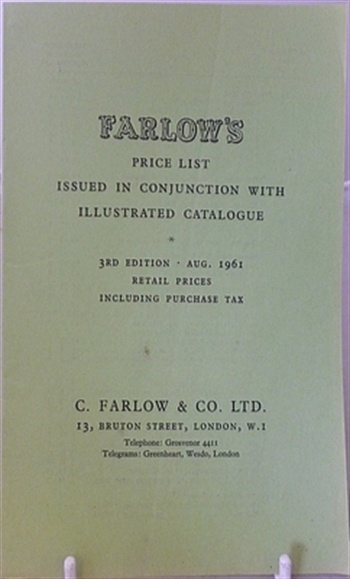 FARLOW'S
PRICE LIST
ISSUED IN CONJUNCTION WITH
ILLUSTRATED CATALOGUE
*
3RD EDITION · AUG. 1961
RETAIL PRICES
INCLUDING PURCHASE TAX
C. FARLOW & CO. LTD.
13, BRUTON STREET, LONDON, W.1
Telephone: Grosvenor 4411
Telegrams: Greenheart, Wesdo, London